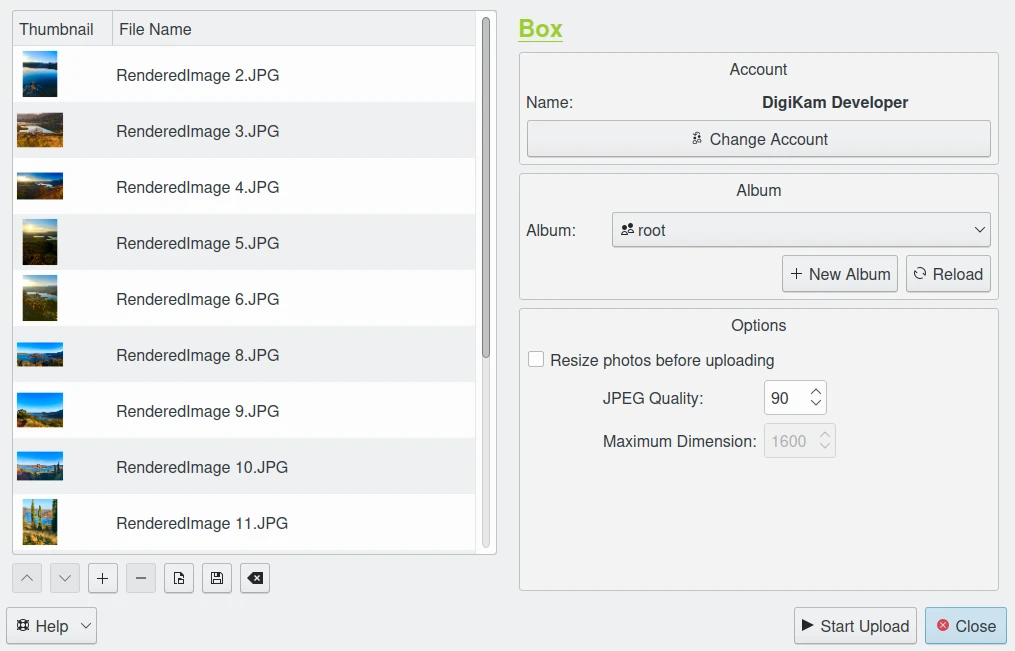 Thumbnail File Name
RenderedImage 2.JPG
RenderedImage 3.JPG
RenderedImage 4.JPG
RenderedImage 5.JPG
RenderedImage 6.JPG
RenderedImage 8.JPG
RenderedImage 9.JPG
RenderedImage 10.JPG
RenderedImage 11.JPG
Help
Box
Account
Name: DigiKam Developer
Change Account
Album
Album: root
New Album Reload
Options
Resize photos before uploading
JPEG Quality: 90
Maximum Dimension: 1600
Start Upload Close